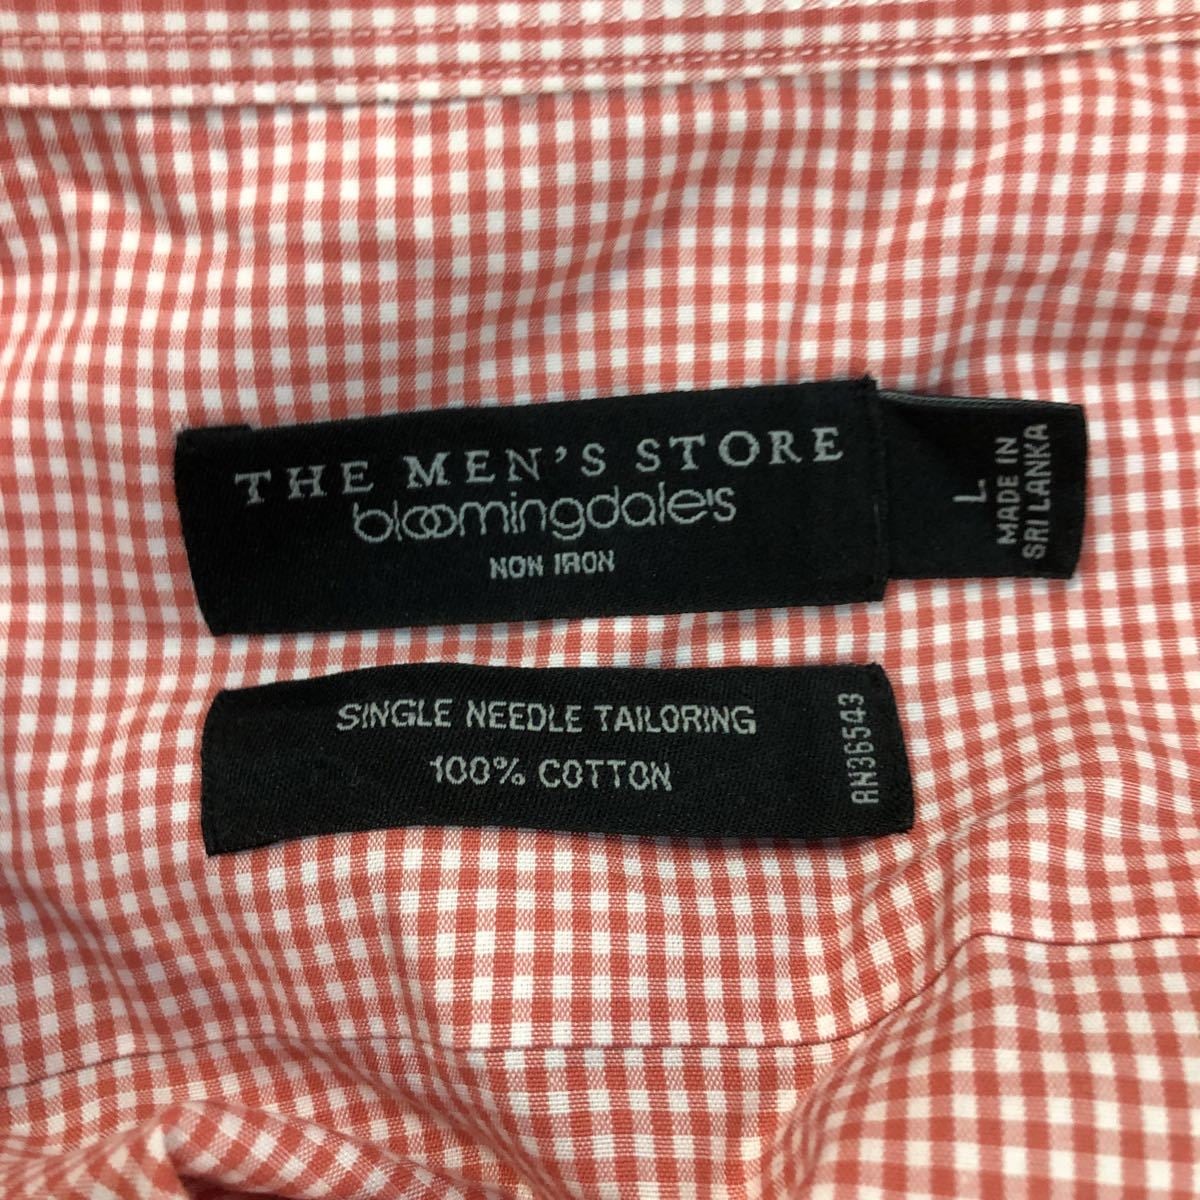 THE MEN'S STORE
bloomingdale's
NON IRON
L
MADE IN
SRI LANKA
SINGLE NEEDLE TAILORING
100% COTTON
RN36543